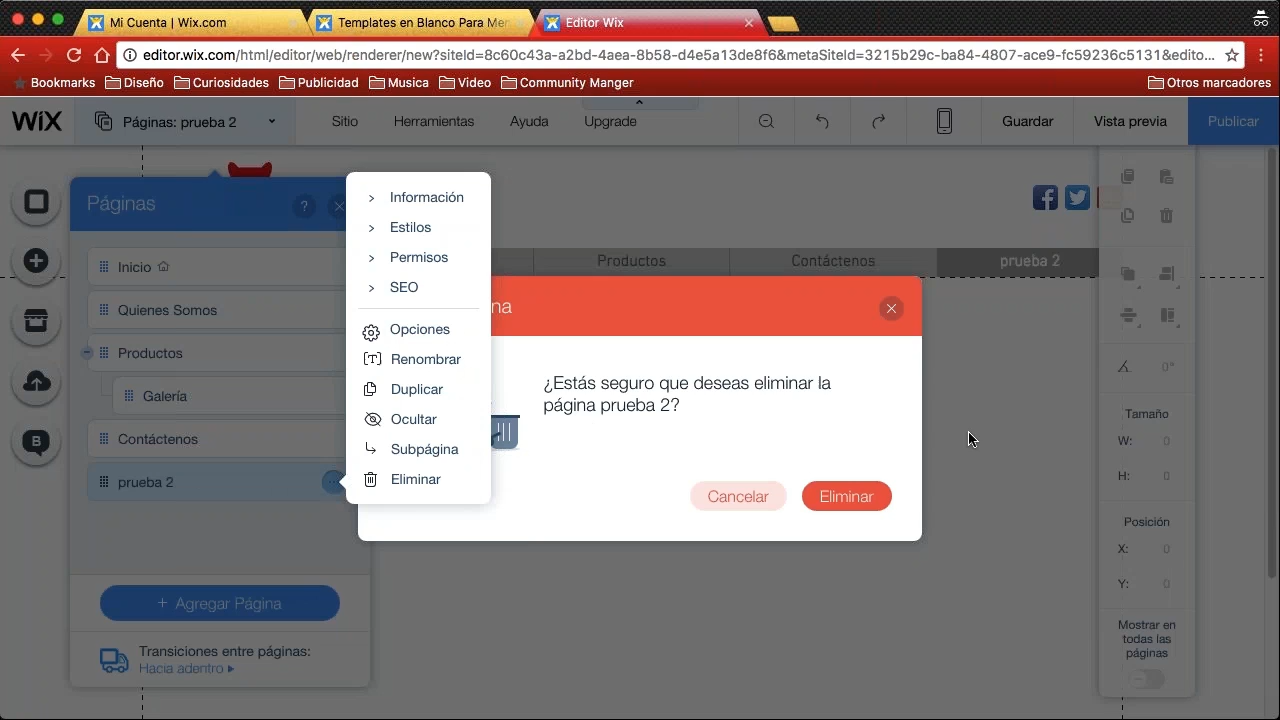 Mi Cuenta | Wix.com
Templates en Blanco Para Mer
Editor Wix
editor.wix.com/html/editor/web/renderer/new?siteId=8c60c43a-a2bd-4aea-8b58-d4e5a13de8f6&metaSiteId=3215b29c-ba84-4807-ace9-fc59236c5131&edito...
Bookmarks
Diseño
Curiosidades
Publicidad
Musica
Video
Community Manger
Otros marcadores
WiX
Páginas: prueba 2
Sitio
Herramientas
Ayuda
Upgrade
Guardar
Vista previa
Publicar
Páginas
?
Inicio
Quienes Somos
Productos
Galería
Contáctenos
prueba 2
+ Agregar Página
Transiciones entre páginas:
Hacia adentro
Información
Estilos
Permisos
SEO
Opciones
Renombrar
Duplicar
Ocultar
Subpágina
Eliminar
Productos
Contáctenos
prueba 2
na
¿Estás seguro que deseas eliminar la
página prueba 2?
Cancelar
Eliminar
0°
Tamaño
W: 0
H: 0
Posición
X: 0
Y: 0
Mostrar en
todas las
páginas